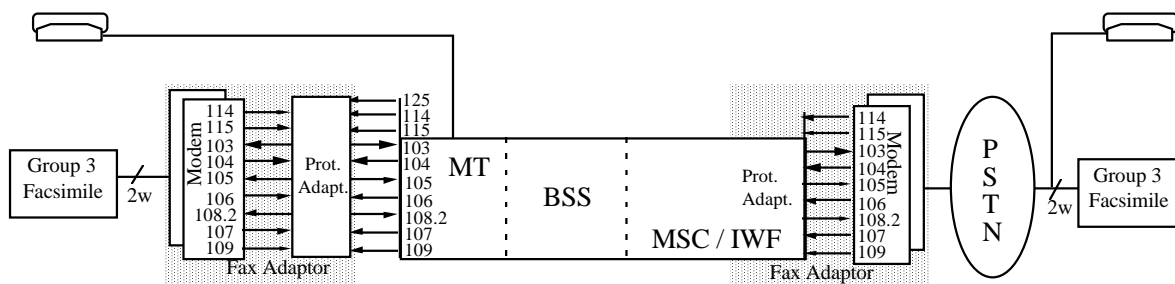 Group 3
Facsimile
2w
Modem
114
115
103
104
105
106
108.2
107
109
Prot.
Adapt.
Fax Adaptor
125
114
115
103
104
105
106
108.2
107
109
MT
BSS
MSC / IWF
Prot.
Adapt.
Fax Adaptor
114
115
103
104
105
106
108.2
107
109
Modem
PSTN
2w
Group 3
Facsimile